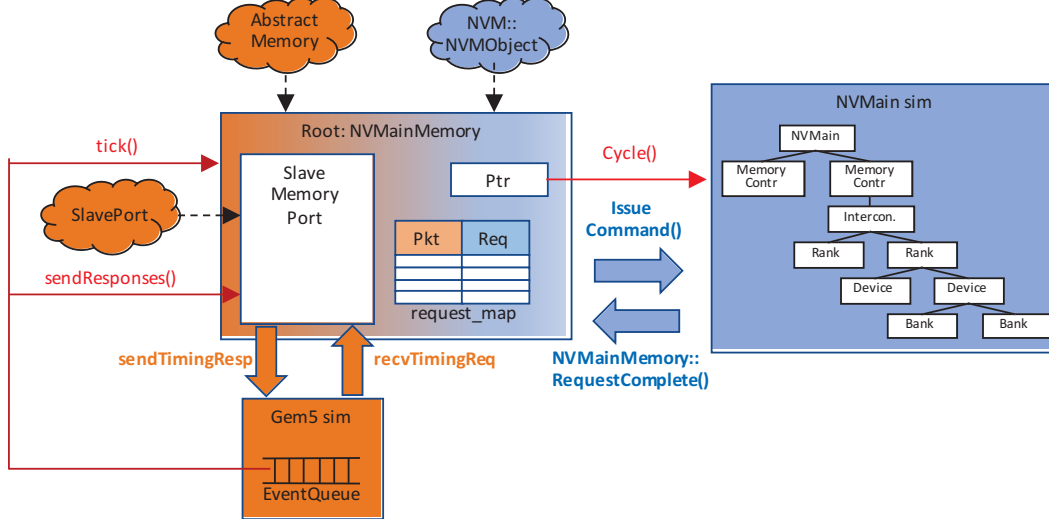 Abstract
Memory
NVM::
NVMObject
Root: NVMainMemory
NVMain sim
tick()
Slave
Memory
Port
Ptr
Cycle()
NVMain
Memory
Contr
Memory
Contr
SlavePort
Pkt
Req
Issue
Command()
Intercon.
Rank
Rank
sendResponses()
Device
Device
request_map
Bank
Bank
sendTimingResp
recvTimingReq
NVMainMemory::
RequestComplete()
Gem5 sim
EventQueue